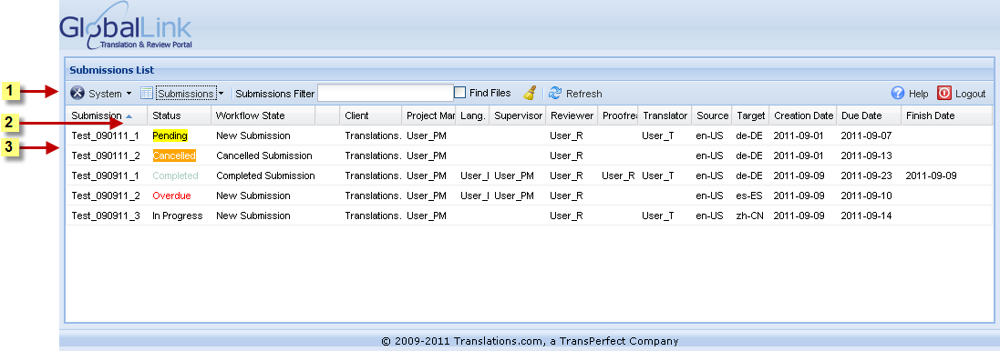 GlobalLink
Translation & Review Portal
Submissions List
1 System Submissions Submissions Filter Find Files Refresh Help Logout
2 Submission Status Workflow State Client Project Mar Lang. Supervisor Reviewer Proofrea Translator Source Target Creation Date Due Date Finish Date
Test_090111_1 Pending New Submission Translations. User_PM User_R User_T en-US de-DE 2011-09-01 2011-09-07
3 Test_090111_2 Cancelled Cancelled Submission Translations. User_PM User_R en-US de-DE 2011-09-01 2011-09-13
Test_090911_1 Completed Completed Submission Translations. User_PM User_l User_PM User_R User_R User_T en-US de-DE 2011-09-09 2011-09-23 2011-09-09
Test_090911_2 Overdue New Submission Translations. User_PM User_l User_PM User_R en-US es-ES 2011-09-09 2011-09-10
Test_090911_3 In Progress New Submission Translations. User_PM User_R User_T en-US zh-CN 2011-09-09 2011-09-14
© 2009-2011 Translations.com, a TransPerfect Company